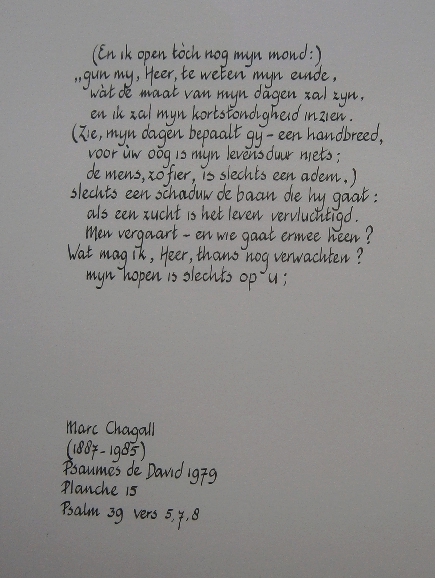 (En ik open tòch nog myn mond:)
„gun my, Heer, te weten myn einde,
wàt de maat van myn dagen zal zyn.
en ik zal myn kortstondigheid inzien.
(Zie, myn dagen bepaalt gy - een handbreed,
voor ùw oog is myn levensduur niets;
de mens, zó fier, is slechts een adem,)
slechts een schaduw de baan die hy gaat:
als een zucht is het leven vervluchtigd.
Men vergaart - en wie gaat ermee heen?
Wat mag ik, Heer, thans nog verwachten?
myn hopen is slechts op u;
Marc Chagall
(1887-1985)
Psaumes de David 1979
Planche 15
Psalm 39 vers 5,7,8